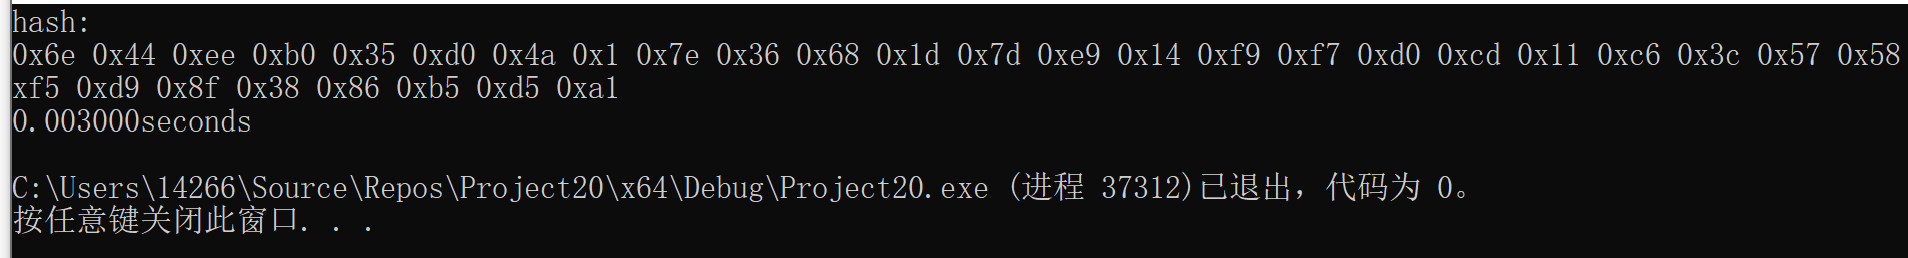 hash:
0x6e 0x44 0xee 0xb0 0x35 0xd0 0x4a 0x1 0x7e 0x36 0x68 0x1d 0x7d 0xe9 0x14 0xf9 0xf7 0xd0 0xcd 0x11 0xc6 0x3c 0x57 0x58
xf5 0xd9 0x8f 0x38 0x86 0xb5 0xd5 0xa1
0.003000seconds
C:\Users\14266\Source\Repos\Project20\x64\Debug\Project20.exe (进程 37312)已退出，代码为 0。
按任意键关闭此窗口. . .